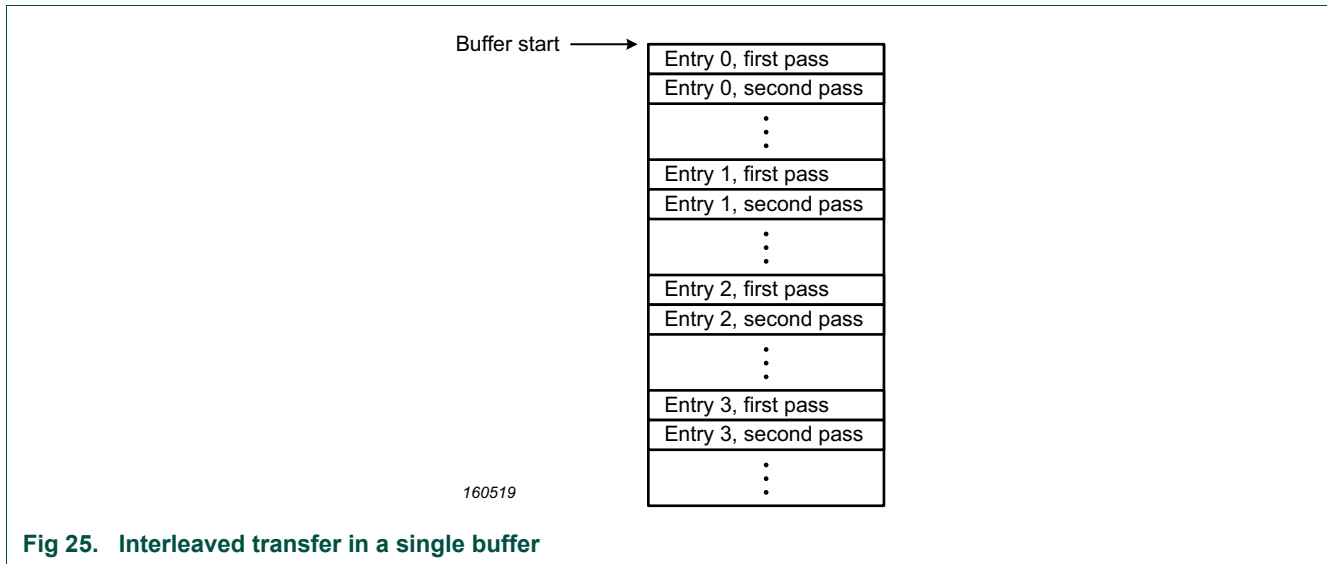 Buffer start
Entry 0, first pass
Entry 0, second pass
Entry 1, first pass
Entry 1, second pass
Entry 2, first pass
Entry 2, second pass
Entry 3, first pass
Entry 3, second pass
160519
Fig 25. Interleaved transfer in a single buffer